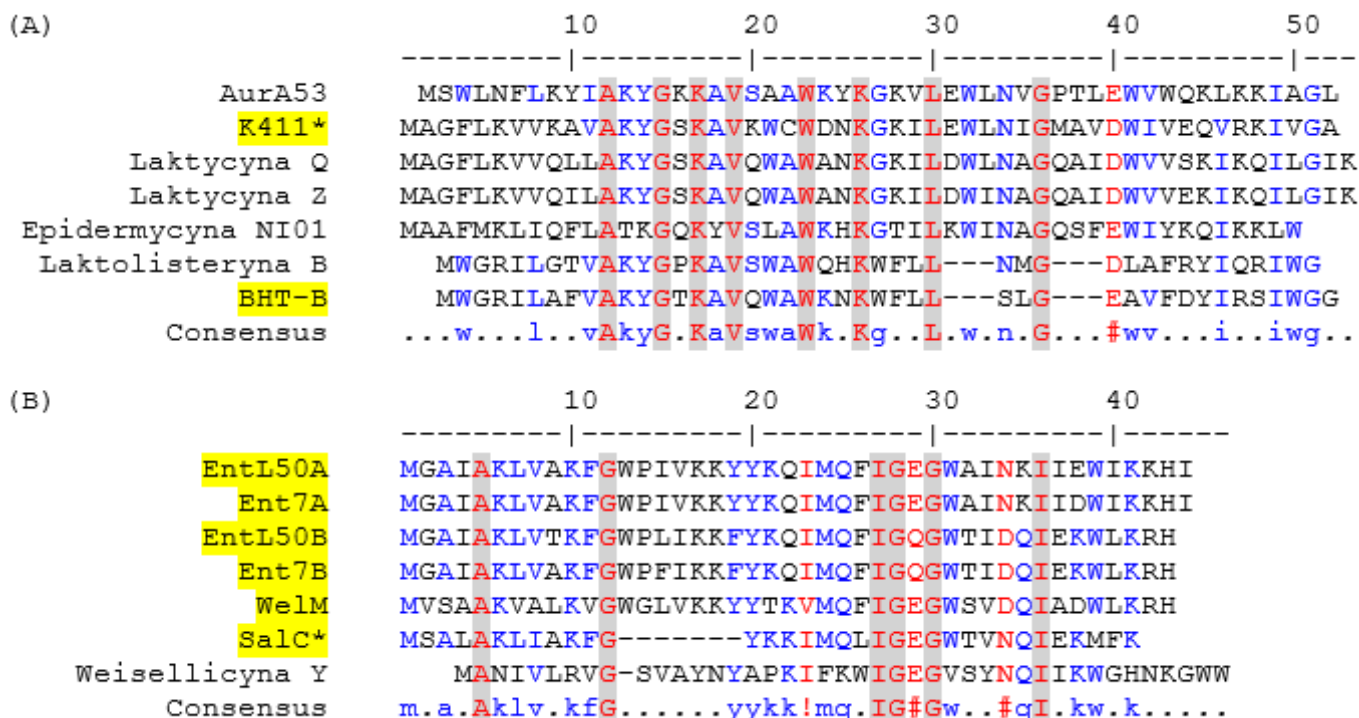 (A) 10 20 30 40 50
---------|---------|---------|---------|---------|---
AurA53 MSWLNFLKYIAKYGKKAVSAAWKYKGKVLEWLNVGPTLEWVWQKLKKIAGL
K411* MAGFLKVVKAVAKYGSKAVKWCWDNKGKILEWLNIGMAVDWIVEQVRKIVGA
Laktycyna Q MAGFLKVVQLLAKYGSKAVQWAWANKGKILDWLNAGQAIDWVVSKIKQILGIK
Laktycyna Z MAGFLKVVQILAKYGSKAVQWAWANKGKILDWINAGQAIDWVVEKIKQILGIK
Epidermycyna NI01 MAAFMKLIQFLATKGQKYVSLAWKHKGTILKWINAGQSFEWIYKQIKKLW
Laktolisteryna B MWGRILGTVAKYGPKAVSWAWQHKWFLL---NMG---DLAFRYIQRIWG
BHT-B MWGRILAFVAKYGTKAVQWAWKNKWFLL---SLG---EAVFDYIRSIWGG
Consensus ...w...l..vAkyG.KaVswaWk.Kg..L.w.n.G...#wv...i..iwg..
(B) 10 20 30 40
---------|---------|---------|---------|------
EntL50A MGAIAKLVAKFGWPIVKKYYKQIMQFIGEGWAINKIIEWIKKHI
Ent7A MGAIAKLVAKFGWPIVKKYYKQIMQFIGEGWAINKIIDWIKKHI
EntL50B MGAIAKLVTKFGWPLIKKFYKQIMQFIGQGWTIDQIEKWLKRH
Ent7B MGAIAKLVAKFGWPFIKKFYKQIMQFIGQGWTIDQIEKWLKRH
WelM MVSAAKVALKVGWGLVKKYYTKVMQFIGEGWSVDQIADWLKRH
SalC* MSALAKLIAKFG-------YKKIMQLIGEGWTVNQIEKMFK
Weisellicyna Y MANIVLRVG-SVAYNYAPKIFKWIGEGVSYNQIIKWGHNKGWW
Consensus m.a.Aklv.kfG......yykk!mq.IG#Gw..#qI.kw.k.....